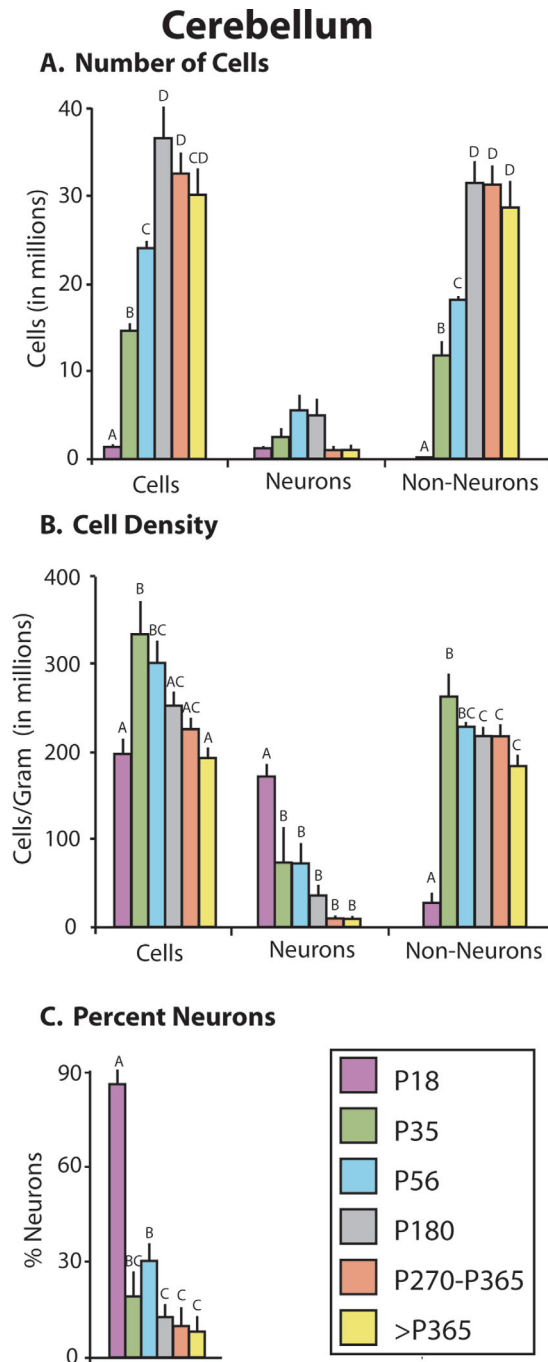 Cerebellum
A. Number of Cells
Cells (in millions)
40
30
20
10
0
A
B
C
D
D
CD
A
B
C
D
D
D
Cells
Neurons
Non-Neurons
B. Cell Density
Cells/Gram (in millions)
400
300
200
100
0
A
B
BC
AC
AC
A
A
B
B
B
B
B
A
B
BC
C
C
C
Cells
Neurons
Non-Neurons
C. Percent Neurons
% Neurons
90
60
30
0
A
BC
B
C
C
C
P18
P35
P56
P180
P270-P365
>P365